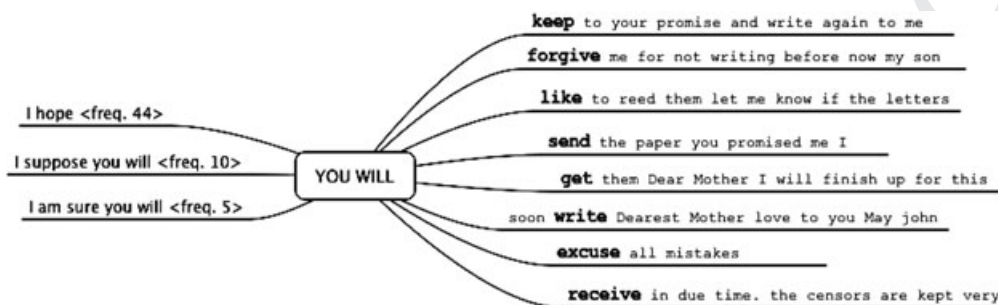 I hope <freq. 44>
I suppose you will <freq. 10>
I am sure you will <freq. 5>
YOU WILL
keep to your promise and write again to me
forgive me for not writing before now my son
like to reed them let me know if the letters
send the paper you promised me I
get them Dear Mother I will finish up for this
soon write Dearest Mother love to you May john
excuse all mistakes
receive in due time. the censors are kept very